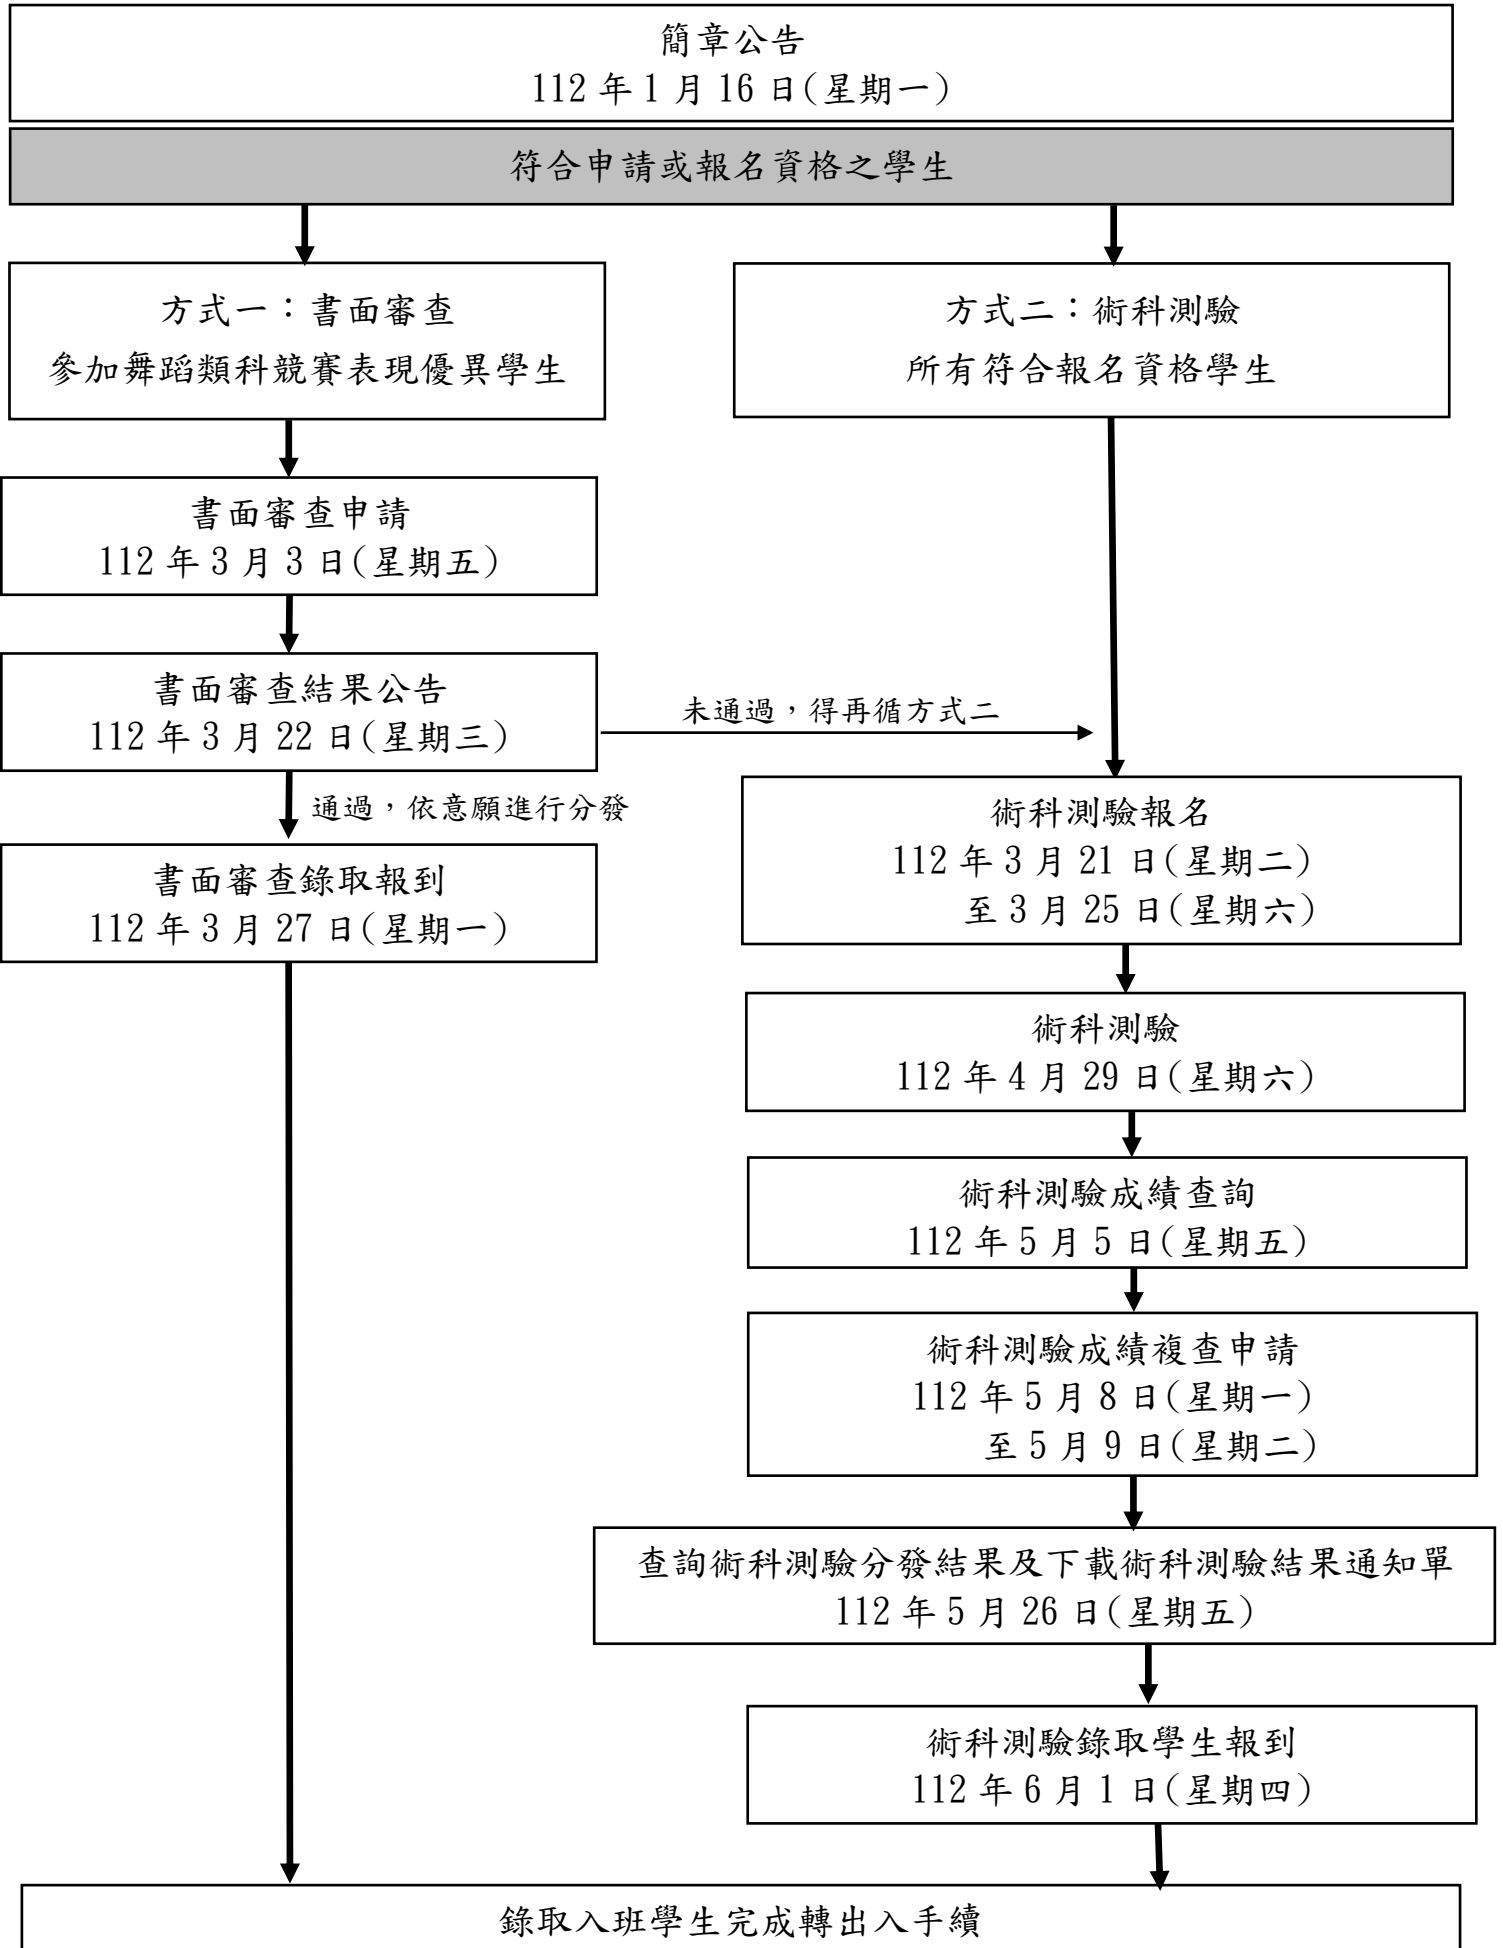 簡章公告
112 年 1 月 16 日(星期一)
符合申請或報名資格之學生
方式一：書面審查
參加舞蹈類科競賽表現優異學生
方式二：術科測驗
所有符合報名資格學生
書面審查申請
112 年 3 月 3 日(星期五)
書面審查結果公告
112 年 3 月 22 日(星期三)
未通過，得再循方式二
通過，依意願進行分發
書面審查錄取報到
112 年 3 月 27 日(星期一)
術科測驗報名
112 年 3 月 21 日(星期二)
至 3 月 25 日(星期六)
術科測驗
112 年 4 月 29 日(星期六)
術科測驗成績查詢
112 年 5 月 5 日(星期五)
術科測驗成績複查申請
112 年 5 月 8 日(星期一)
至 5 月 9 日(星期二)
查詢術科測驗分發結果及下載術科測驗結果通知單
112 年 5 月 26 日(星期五)
術科測驗錄取學生報到
112 年 6 月 1 日(星期四)
錄取入班學生完成轉出入手續